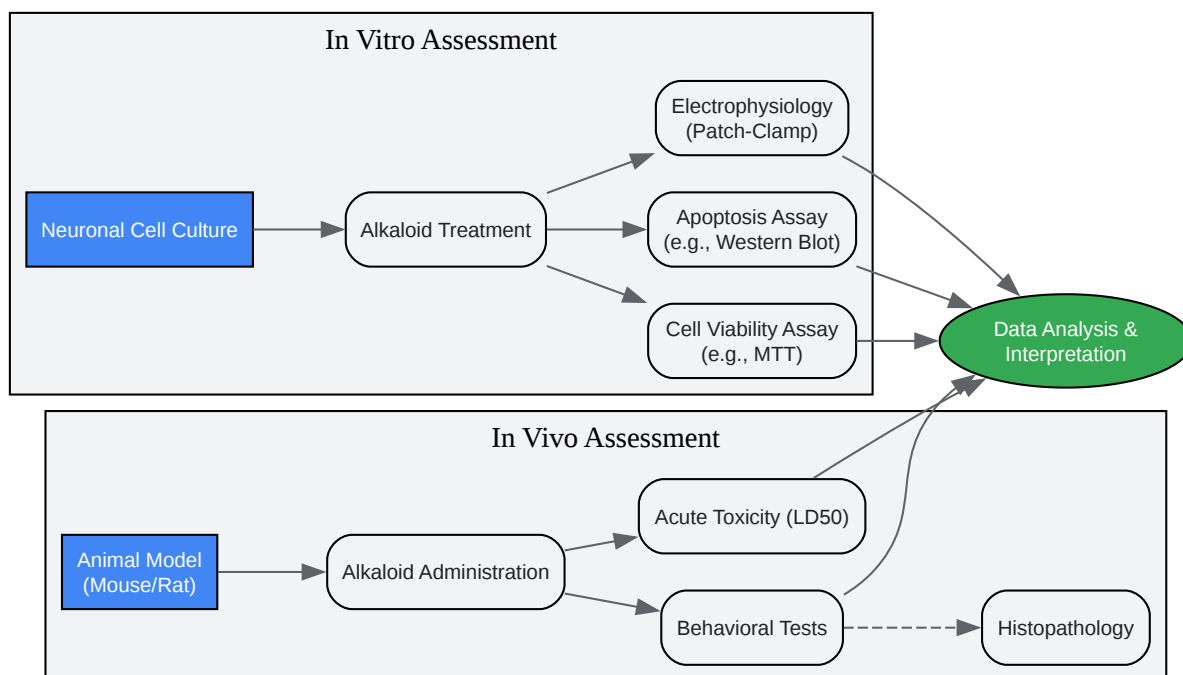 In Vitro Assessment
Neuronal Cell Culture
Alkaloid Treatment
Electrophysiology
(Patch-Clamp)
Apoptosis Assay
(e.g., Western Blot)
Cell Viability Assay
(e.g., MTT)
Data Analysis &
Interpretation
In Vivo Assessment
Animal Model
(Mouse/Rat)
Alkaloid Administration
Acute Toxicity (LD50)
Behavioral Tests
Histopathology